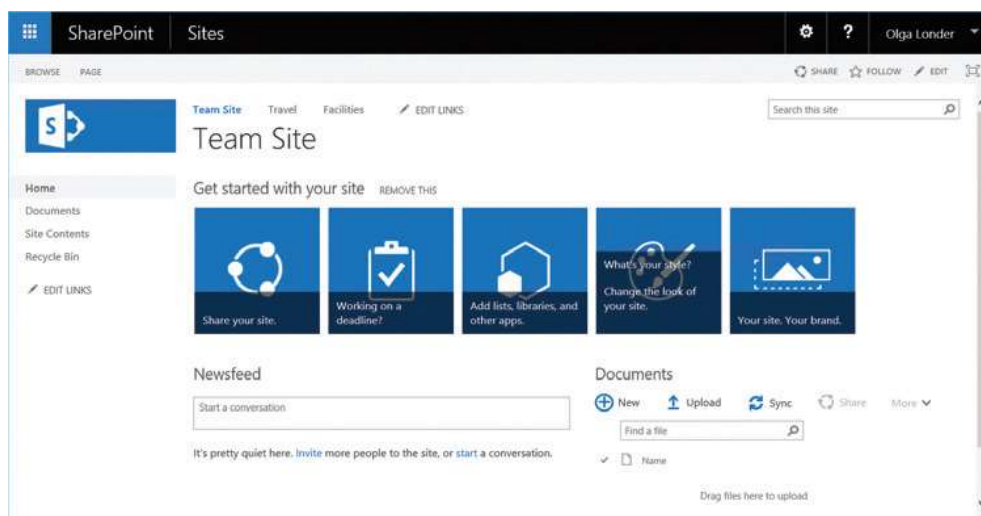 SharePoint Sites ? Olga Londer
BROWSE PAGE SHARE FOLLOW EDIT
S Team Site Travel Facilities EDIT LINKS Search this site
Team Site
Home
Documents
Site Contents
Recycle Bin
EDIT LINKS
Get started with your site REMOVE THIS
Share your site.
Working on a
deadline?
Add lists, libraries, and
other apps.
What's your style?
Change the look of
your site.
Your site. Your brand.
Newsfeed
Start a conversation
It's pretty quiet here. Invite more people to the site, or start a conversation.
Documents
New Upload Sync Share More
Find a file
Name
Drag files here to upload